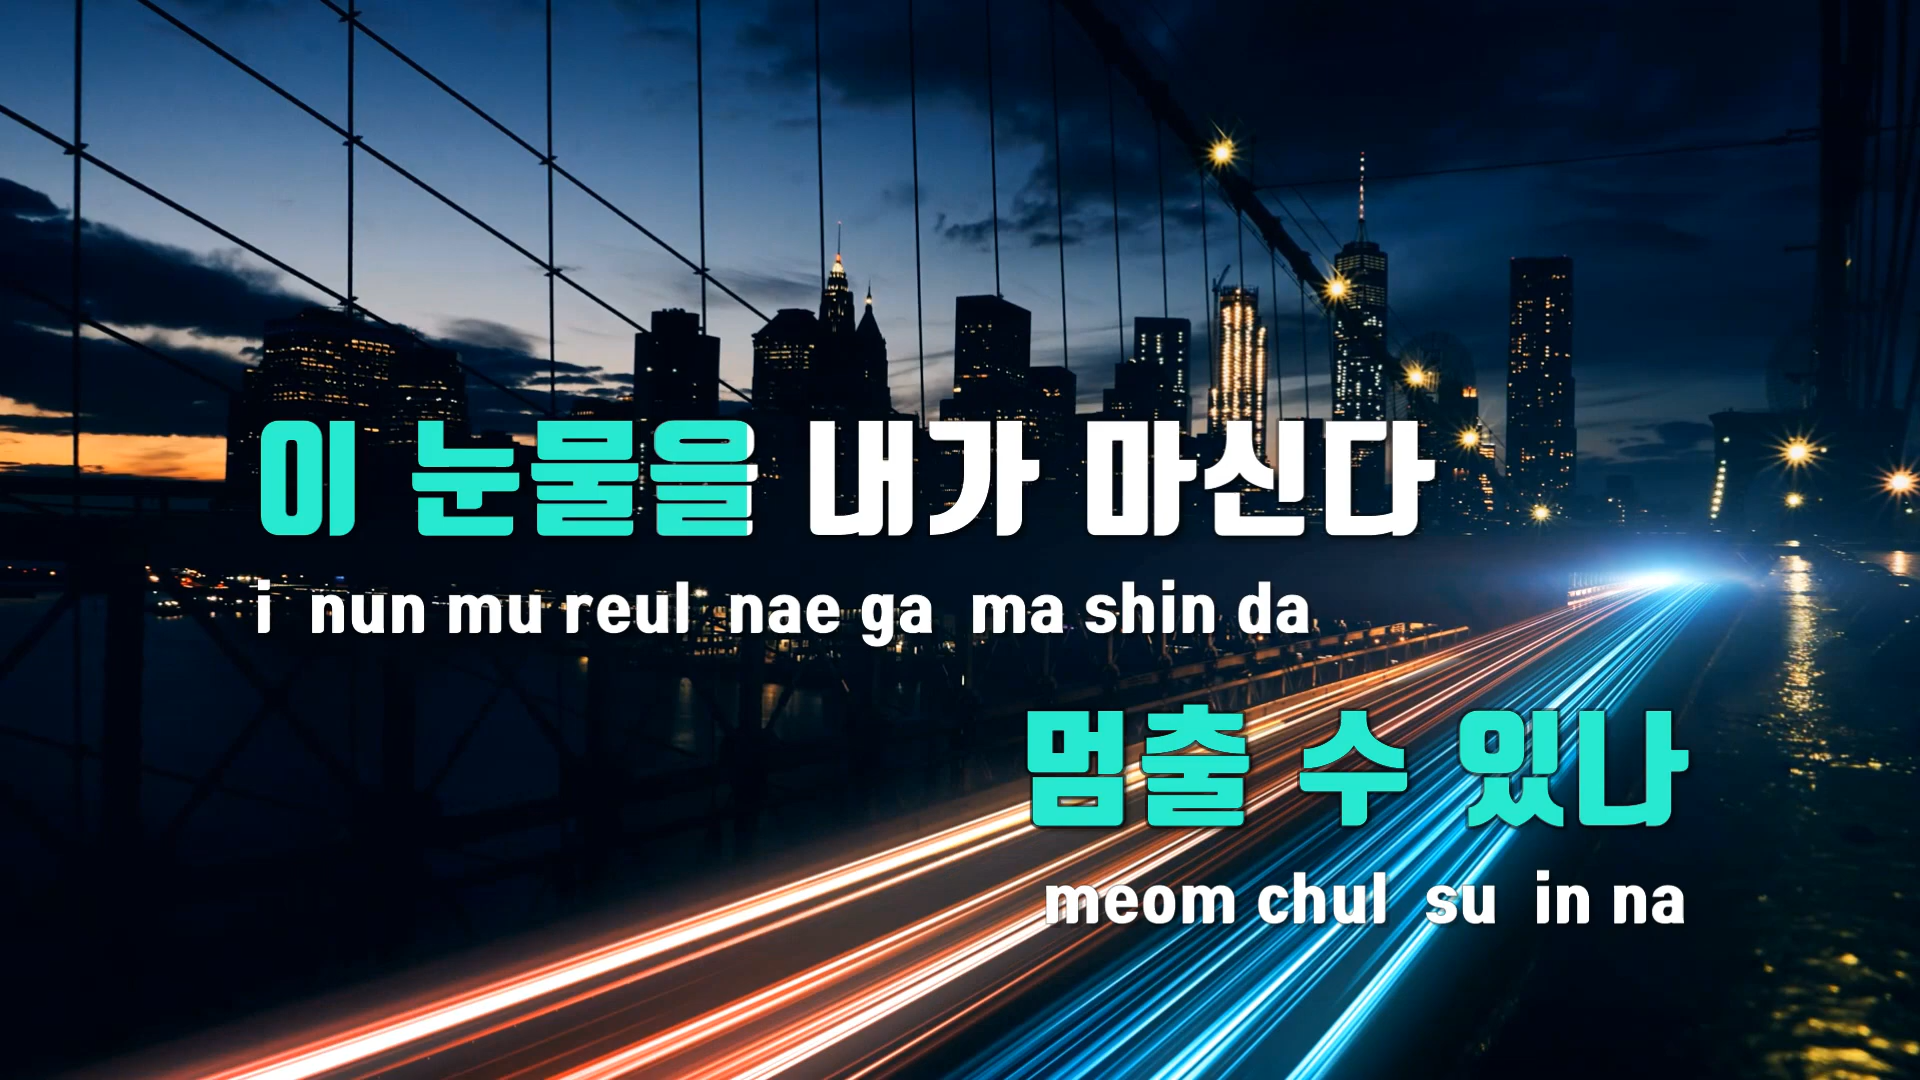 이 눈물을 내가 마신다
i nun mu reul nae ga ma shin da
멈출 수 있나
meom chul su in na